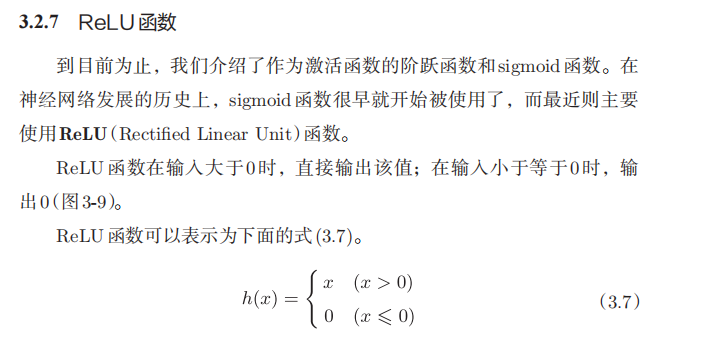 3.2.7 ReLU函数
到目前为止，我们介绍了作为激活函数的阶跃函数和sigmoid函数。在
神经网络发展的历史上，sigmoid函数很早就开始被使用了，而最近则主要
使用ReLU（Rectified Linear Unit）函数。
ReLU函数在输入大于0时，直接输出该值；在输入小于等于0时，输
出0（图3-9）。
ReLU函数可以表示为下面的式(3.7)。
h(x) = { x (x > 0)
0 (x ⩽ 0)
(3.7)